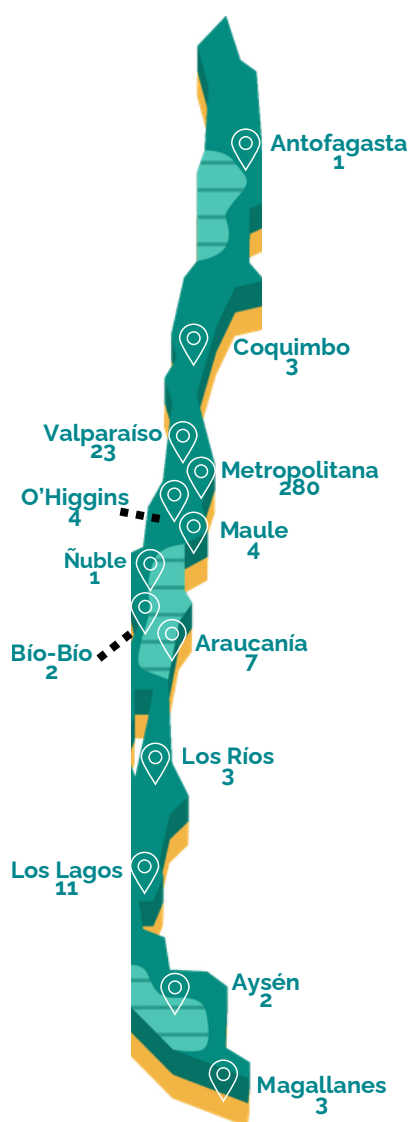 Antofagasta
1
Coquimbo
3
Valparaíso
23
Metropolitana
280
O'Higgins
4
Maule
4
Ñuble
1
Araucanía
7
Bío-Bío
2
Los Ríos
3
Los Lagos
11
Aysén
2
Magallanes
3